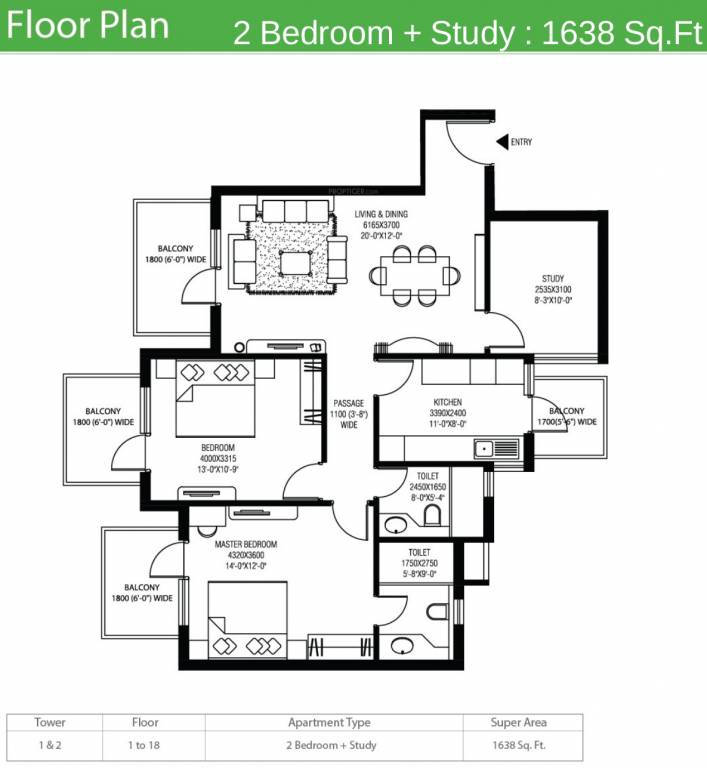 Floor Plan
2 Bedroom + Study : 1638 Sq.Ft
ENTRY
PROPTIGER.com
LIVING & DINING
6165X3700
20'-0"X12'-0"
BALCONY
1800 (6'-0") WIDE
STUDY
2535X3100
8'-3"X10'-0"
BALCONY
1800 (6'-0") WIDE
PASSAGE
1100 (3'-8")
WIDE
KITCHEN
3390X2400
11'-0"X8'-0"
BALCONY
1700(5'-6") WIDE
BEDROOM
4000X3315
13'-0"X10'-9"
TOILET
2450X1650
8'-0"X5'-4"
MASTER BEDROOM
4320X3600
14'-0"X12'-0"
TOILET
1750X2750
5'-8"X9'-0"
BALCONY
1800 (6'-0") WIDE
Tower Floor Apartment Type Super Area
1 & 2 1 to 18 2 Bedroom + Study 1638 Sq. Ft.